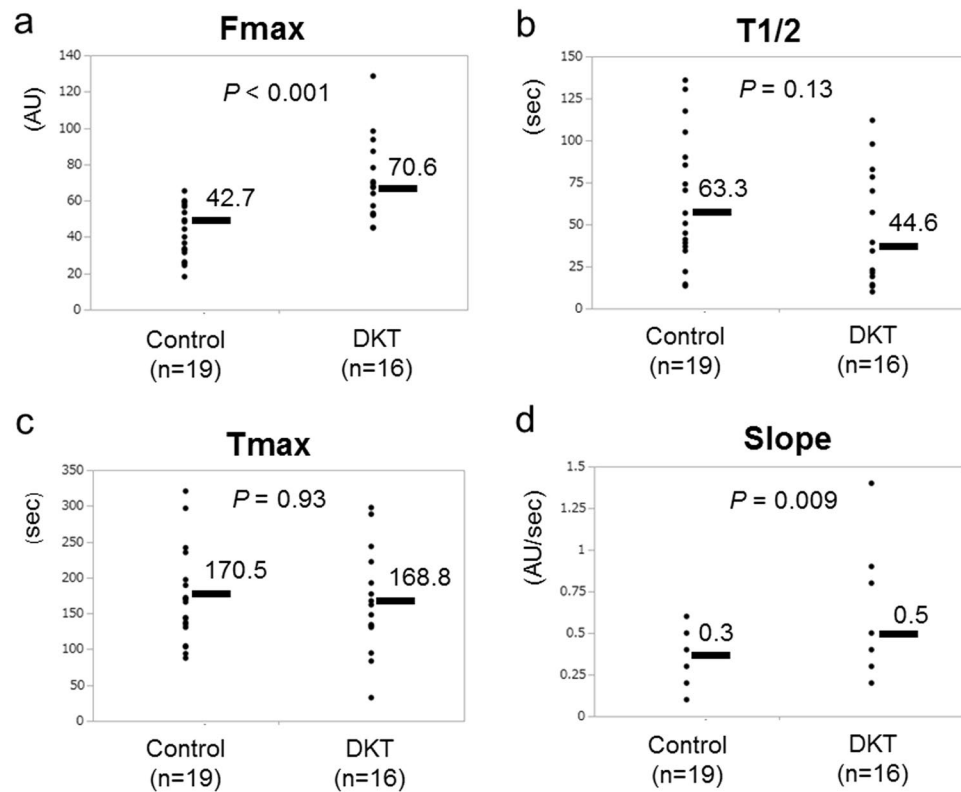 a
Fmax
(AU)
140
120
100
80
60
40
20
0
P < 0.001
42.7
70.6
Control
(n=19)
DKT
(n=16)
b
T1/2
(sec)
150
125
100
75
50
25
0
P = 0.13
63.3
44.6
Control
(n=19)
DKT
(n=16)
c
Tmax
(sec)
350
300
250
200
150
100
50
0
P = 0.93
170.5
168.8
Control
(n=19)
DKT
(n=16)
d
Slope
(AU/sec)
1.5
1.25
1
0.75
0.5
0.25
0
P = 0.009
0.3
0.5
Control
(n=19)
DKT
(n=16)